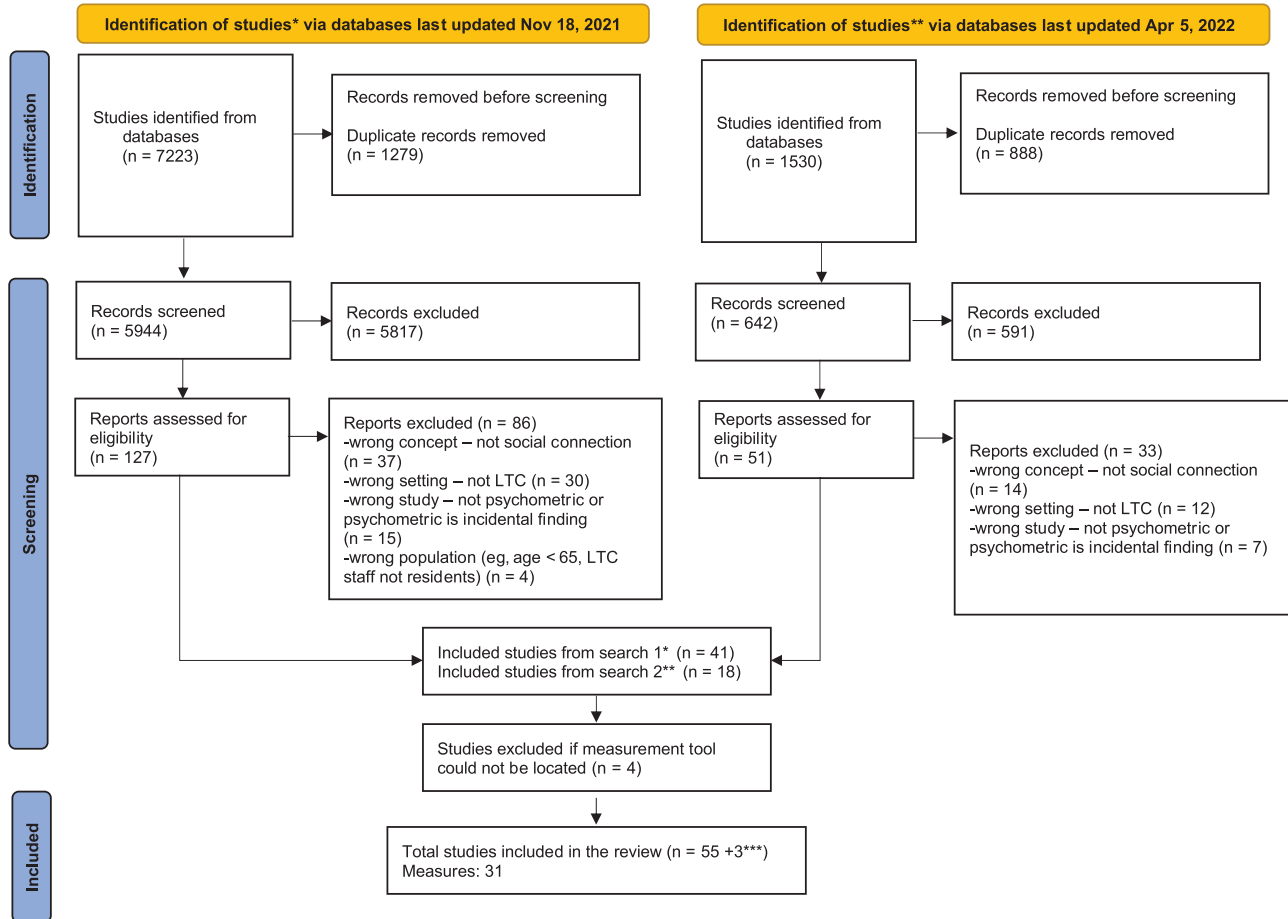 Identification of studies* via databases last updated Nov 18, 2021
Identification of studies** via databases last updated Apr 5, 2022
Identification
Studies identified from
databases
(n = 7223)
Records removed before screening
Duplicate records removed
(n = 1279)
Studies identified from
databases
(n = 1530)
Records removed before screening
Duplicate records removed
(n = 888)
Screening
Records screened
(n = 5944)
Records excluded
(n = 5817)
Records screened
(n = 642)
Records excluded
(n = 591)
Reports assessed for
eligibility
(n = 127)
Reports excluded (n = 86)
-wrong concept – not social connection
(n = 37)
-wrong setting – not LTC (n = 30)
-wrong study – not psychometric or
psychometric is incidental finding
(n = 15)
-wrong population (eg, age < 65, LTC
staff not residents) (n = 4)
Reports assessed for
eligibility
(n = 51)
Reports excluded (n = 33)
-wrong concept – not social connection
(n = 14)
-wrong setting – not LTC (n = 12)
-wrong study – not psychometric or
psychometric is incidental finding (n = 7)
Included studies from search 1* (n = 41)
Included studies from search 2** (n = 18)
Studies excluded if measurement tool
could not be located (n = 4)
Included
Total studies included in the review (n = 55 +3***)
Measures: 31